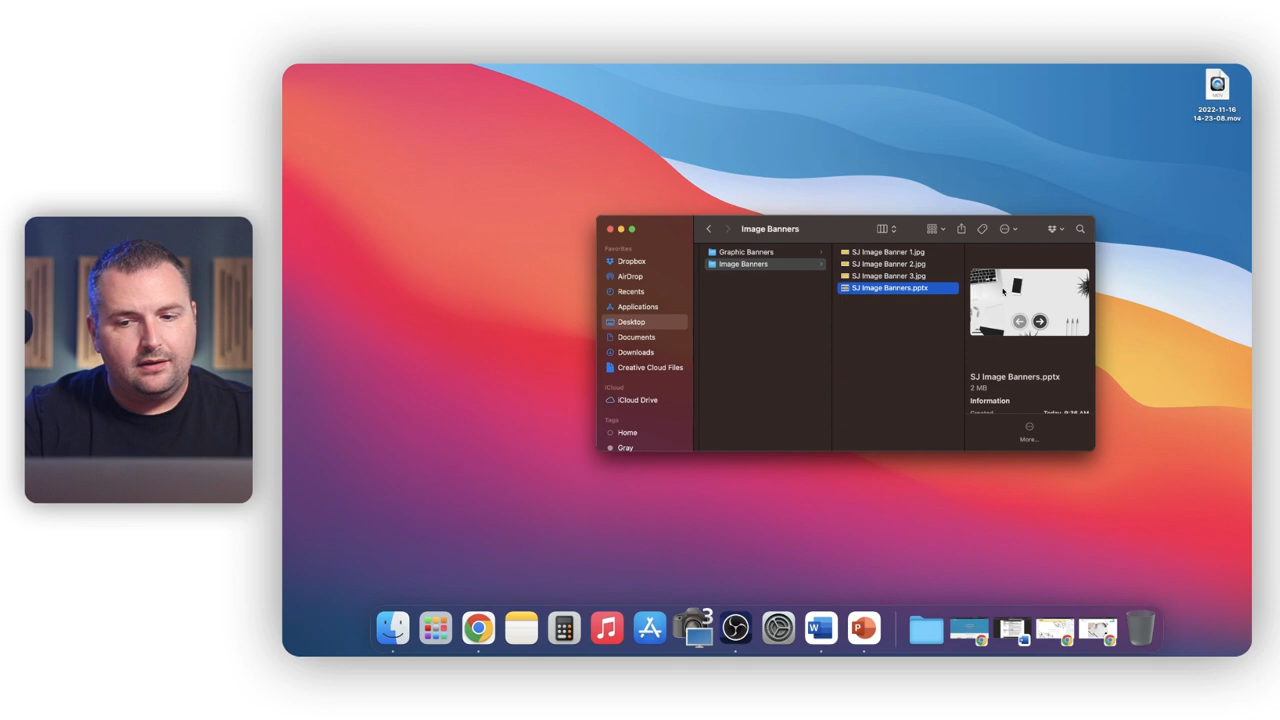 2022-11-16
14-23-08.mov
Image Banners
Favorites
Dropbox
AirDrop
Recents
Applications
Desktop
Documents
Downloads
Creative Cloud Files
iCloud
iCloud Drive
Tags
Home
Gray
Graphic Banners
Image Banners
SJ Image Banner 1.jpg
SJ Image Banner 2.jpg
SJ Image Banner 3.jpg
SJ Image Banners.pptx
SJ Image Banners.pptx
2 MB
Information
More...
3
W
P